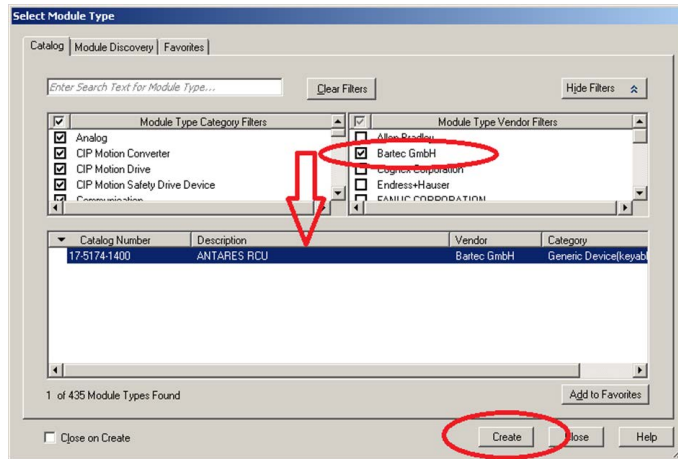 Select Module Type
Catalog Module Discovery Favorites
Enter Search Text for Module Type... Clear Filters Hide Filters
Module Type Category Filters Module Type Vendor Filters
Analog Allen-Bradley
CIP Motion Converter Bartec GmbH
CIP Motion Drive Cognex Corporation
CIP Motion Safety Drive Device Endress+Hauser
Communication FANUC CORPORATION
Catalog Number Description Vendor Category
17-5174-1400 ANTARES RCU Bartec GmbH Generic Device(keyabl
1 of 435 Module Types Found Add to Favorites
Close on Create Create Close Help